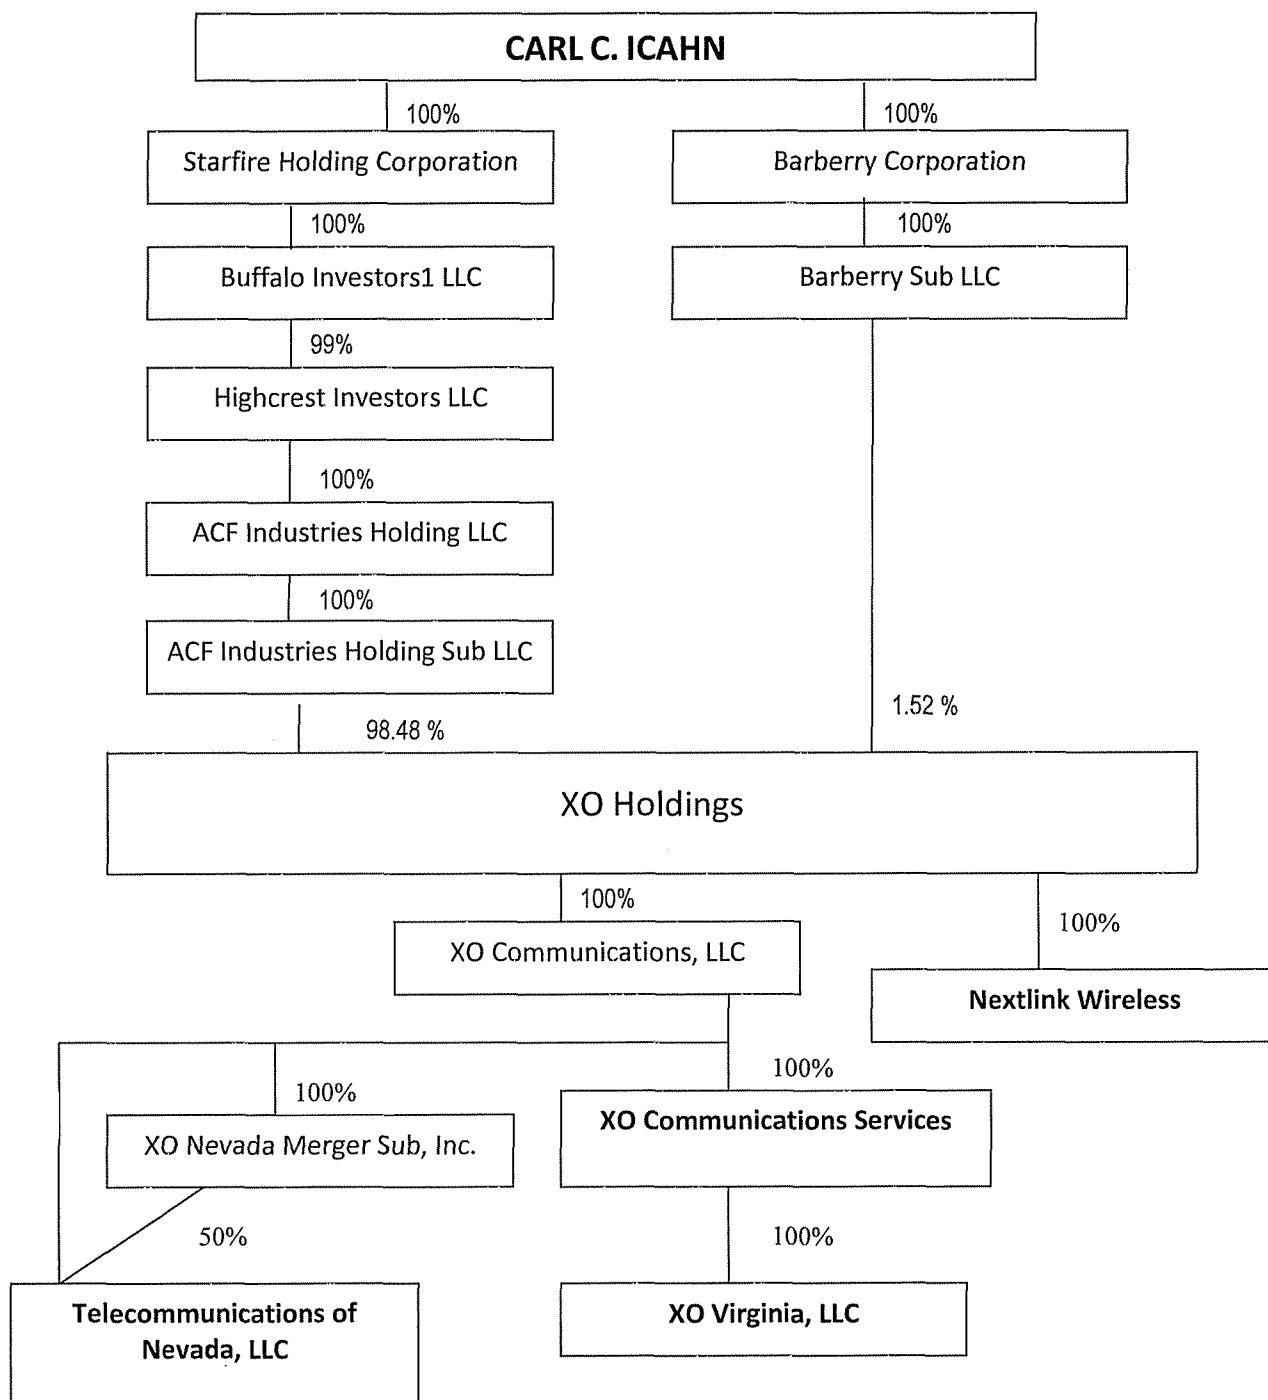 CARL C. ICAHN
100%
100%
Starfire Holding Corporation
Barberry Corporation
100%
100%
Buffalo Investors1 LLC
Barberry Sub LLC
99%
Highcrest Investors LLC
100%
ACF Industries Holding LLC
100%
ACF Industries Holding Sub LLC
98.48 %
1.52 %
XO Holdings
100%
100%
XO Communications, LLC
Nextlink Wireless
100%
100%
XO Nevada Merger Sub, Inc.
XO Communications Services
50%
100%
Telecommunications of
Nevada, LLC
XO Virginia, LLC